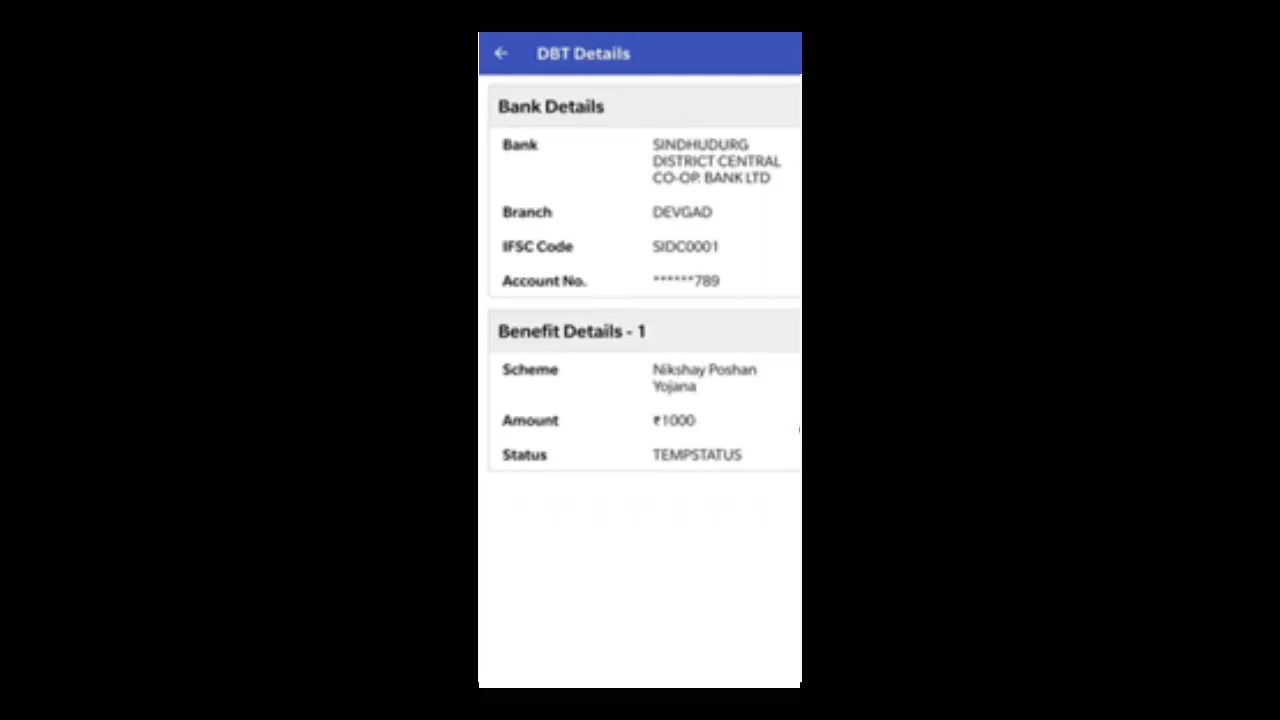 DBT Details
Bank Details
Bank SINDHUDURG
DISTRICT CENTRAL
CO-OP. BANK LTD
Branch DEVGAD
IFSC Code SIDC0001
Account No. ******789
Benefit Details - 1
Scheme Nikshay Poshan
Yojana
Amount ₹1000
Status TEMPSTATUS